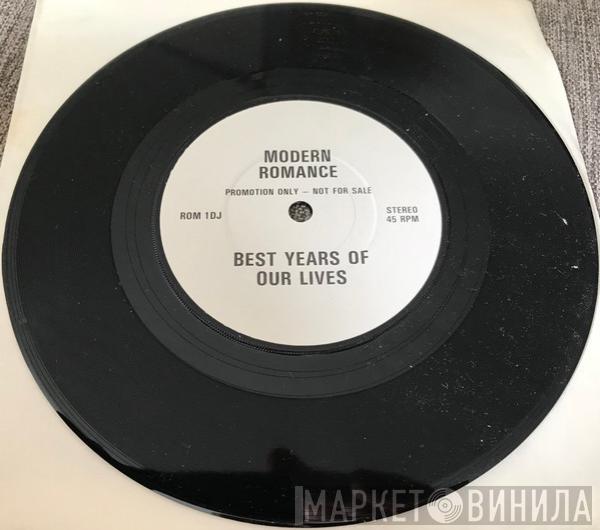 MODERN
ROMANCE
PROMOTION ONLY – NOT FOR SALE
ROM 1DJ
STEREO
45 RPM
BEST YEARS OF
OUR LIVES
МАРКЕТ ВИНИЛА